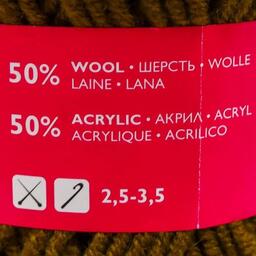 50% WOOL • ШЕРСТЬ • WOLLE
LAINE • LANA
50% ACRYLIC • АКРИЛ • ACRYL
ACRYLIQUE • ACRILICO
2,5-3,5